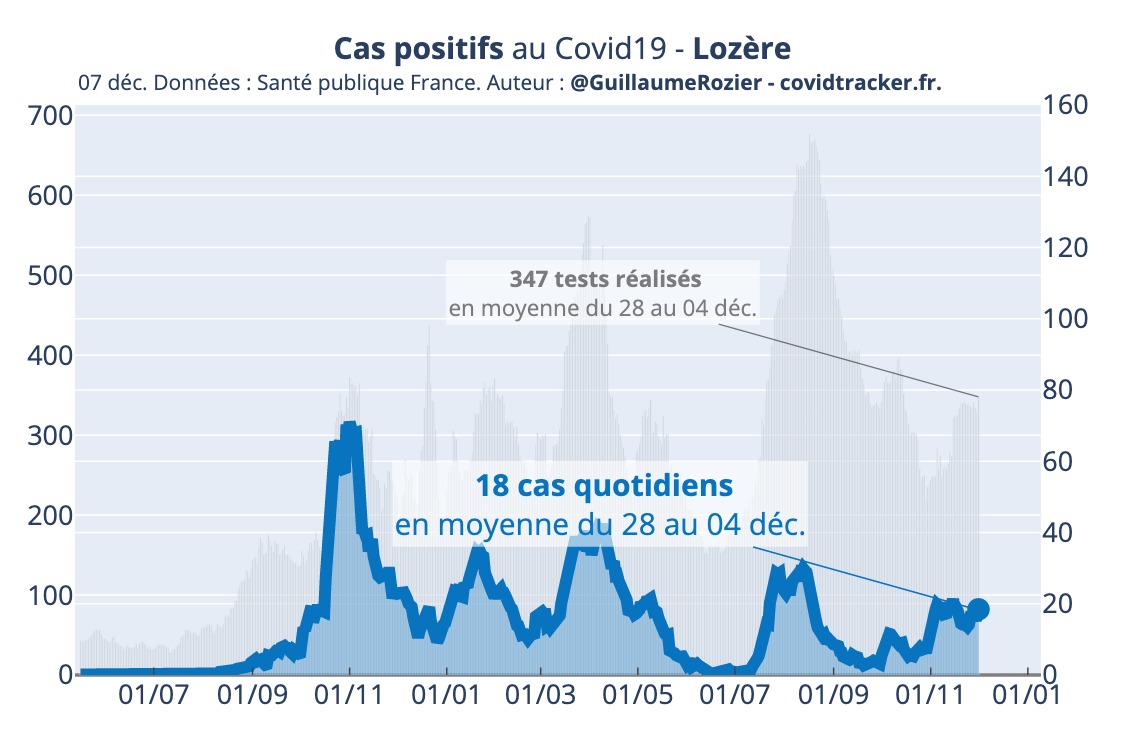 Cas positifs au Covid19 - Lozère
07 déc. Données : Santé publique France. Auteur : @GuillaumeRozier - covidtracker.fr.
700
600
500
400
300
200
100
0
160
140
120
100
80
60
40
20
0
347 tests réalisés
en moyenne du 28 au 04 déc.
18 cas quotidiens
en moyenne du 28 au 04 déc.
01/07 01/09 01/11 01/01 01/03 01/05 01/07 01/09 01/11 01/01